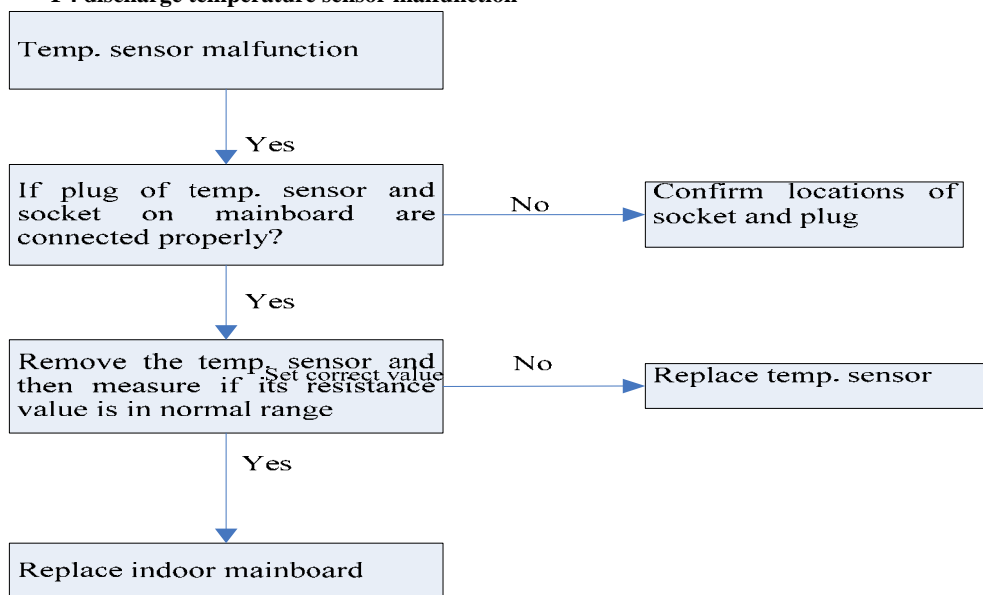 discharge temperature sensor malfunction
Temp. sensor malfunction
Yes
If plug of temp. sensor and
socket on mainboard are
connected properly?
No
Confirm locations of
socket and plug
Yes
Remove the temp. sensor and
then measure if its resistance
value is in normal range
Set correct value
No
Replace temp. sensor
Yes
Replace indoor mainboard